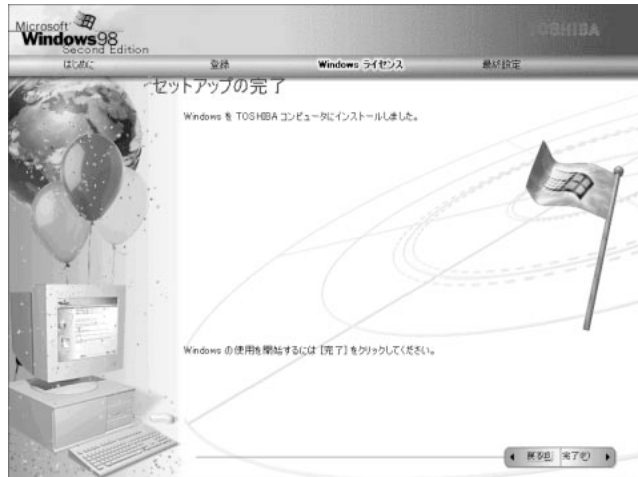 Microsoft
Windows98
Second Edition
TOSHIBA
はじめに 登録 Windows ライセンス 最終設定
セットアップの完了
Windows を TOSHIBA コンピュータにインストールしました。
Windows の使用を開始するには [完了] をクリックしてください。
戻る(B) 完了(F)